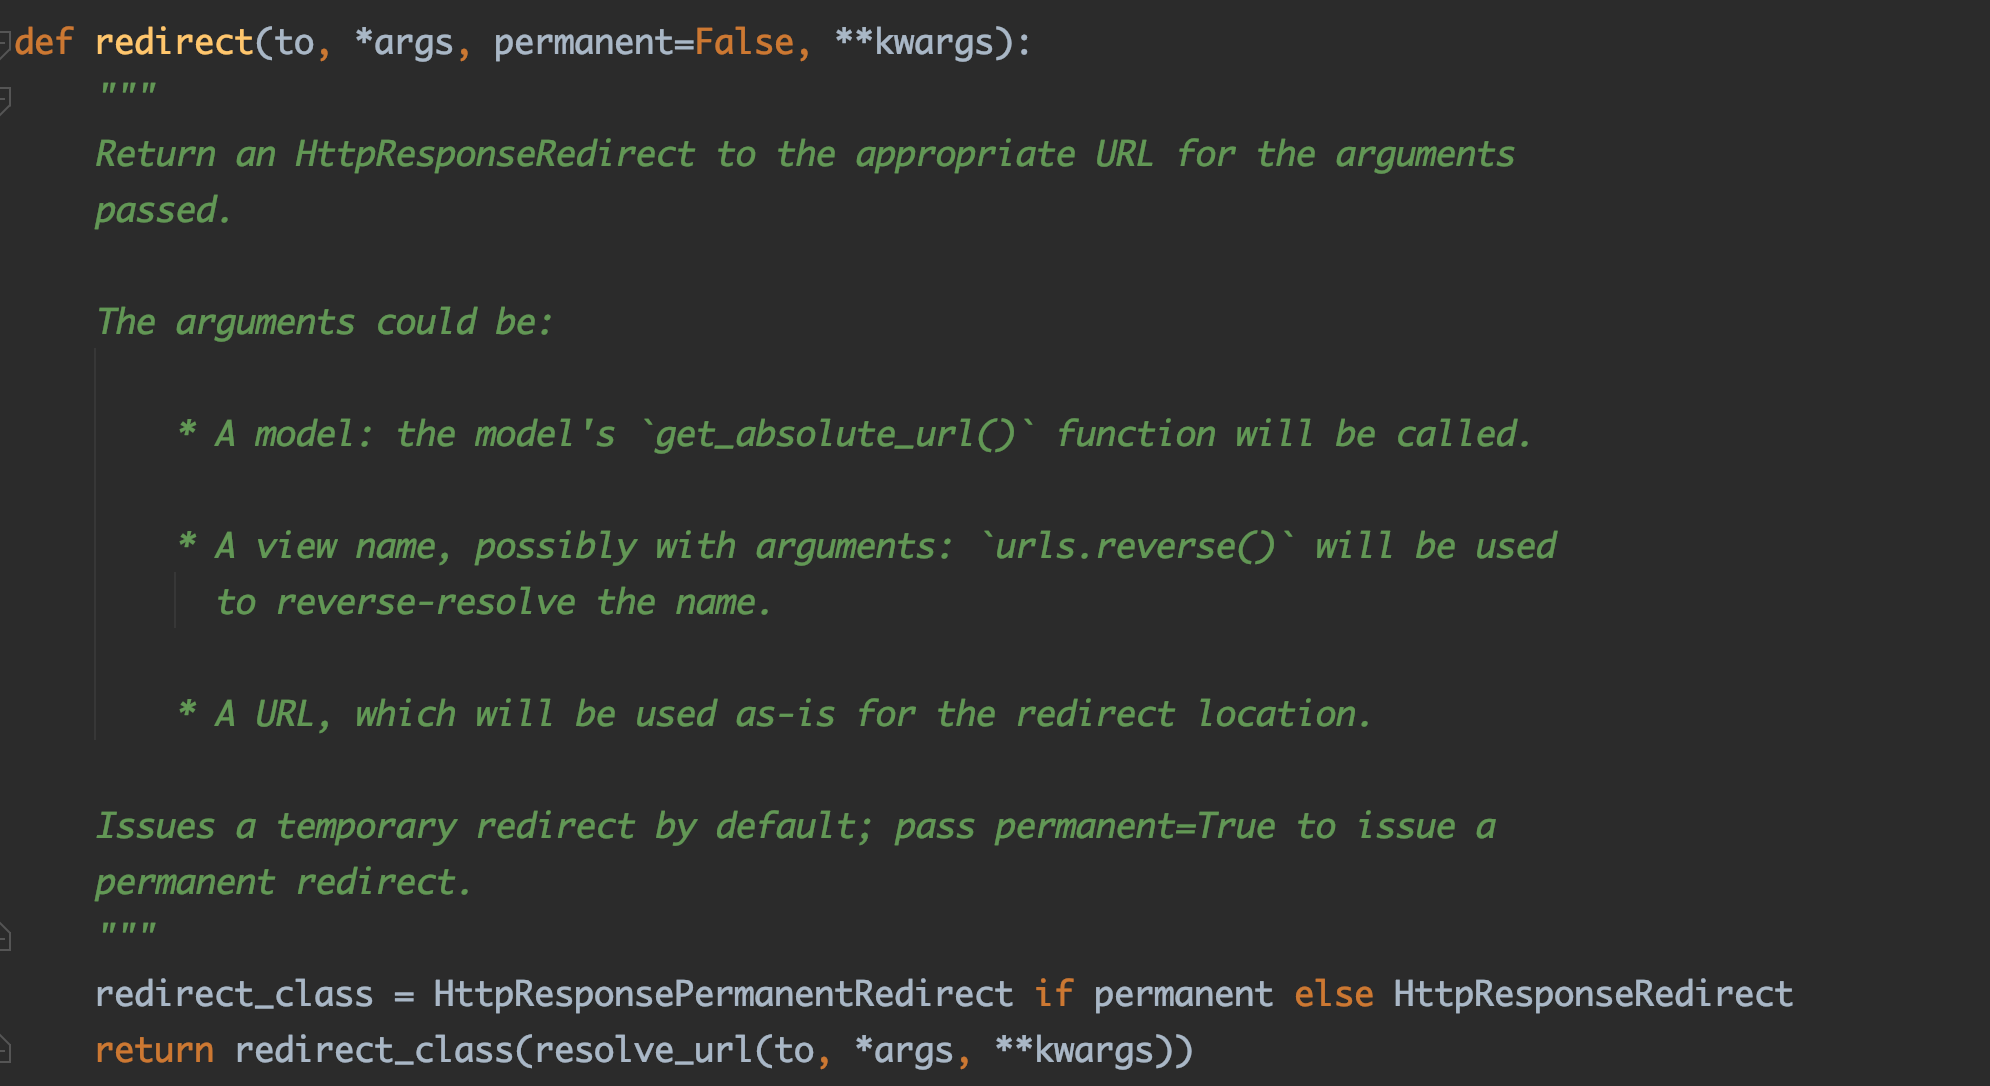 def redirect(to, *args, permanent=False, **kwargs):
"""
Return an HttpResponseRedirect to the appropriate URL for the arguments
passed.
The arguments could be:
* A model: the model's `get_absolute_url()` function will be called.
* A view name, possibly with arguments: `urls.reverse()` will be used
to reverse-resolve the name.
* A URL, which will be used as-is for the redirect location.
Issues a temporary redirect by default; pass permanent=True to issue a
permanent redirect.
"""
redirect_class = HttpResponsePermanentRedirect if permanent else HttpResponseRedirect
return redirect_class(resolve_url(to, *args, **kwargs))